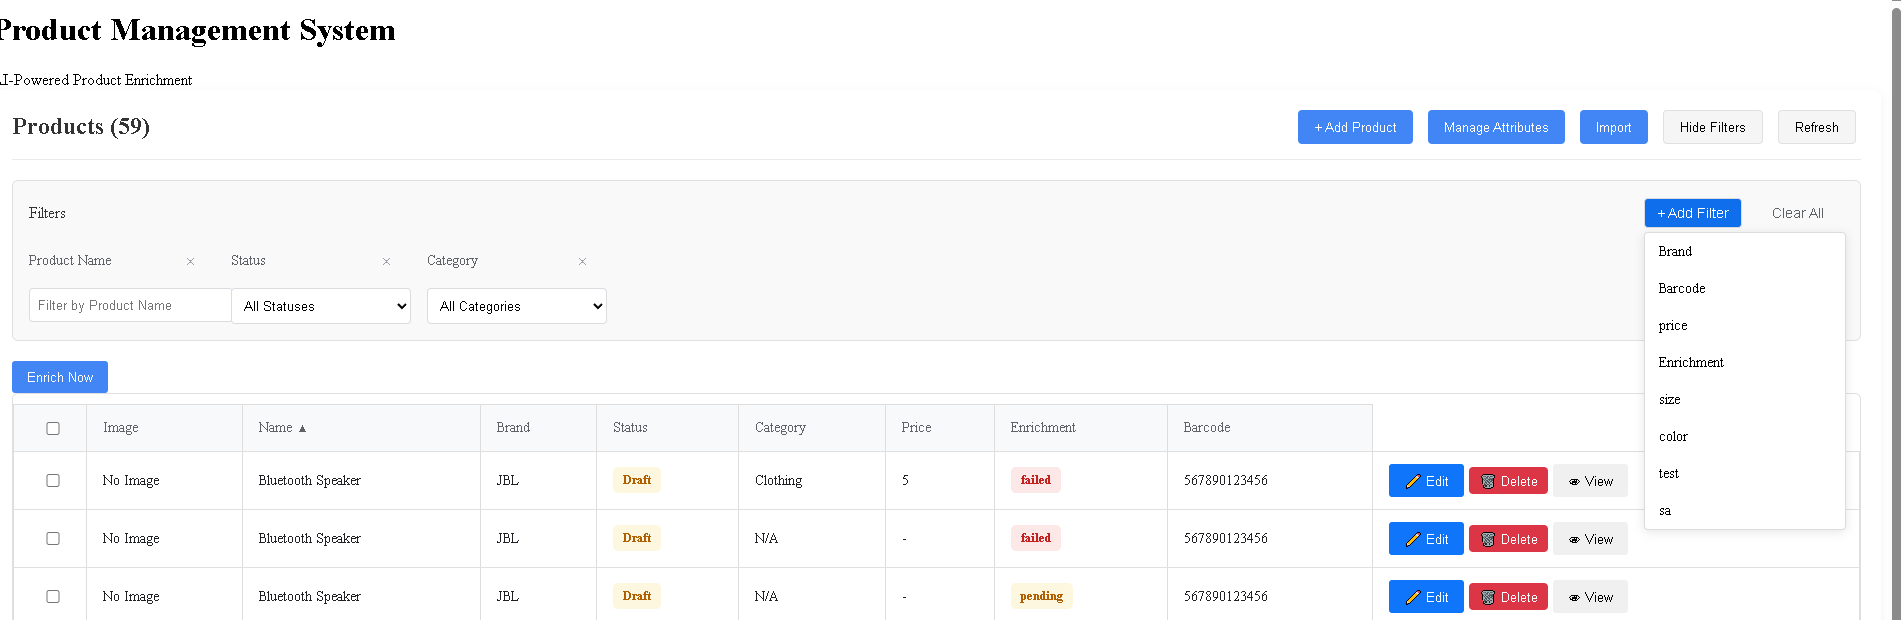 Product Management System
AI-Powered Product Enrichment
Products (59)
+ Add Product
Manage Attributes
Import
Hide Filters
Refresh
Filters
+ Add Filter
Clear All
Product Name ×
Status ×
Category ×
Filter by Product Name
All Statuses
All Categories
Brand
Barcode
price
Enrichment
size
color
test
sa
Enrich Now
Image Name ▲ Brand Status Category Price Enrichment Barcode
No Image Bluetooth Speaker JBL Draft Clothing 5 failed 567890123456 Edit Delete View
No Image Bluetooth Speaker JBL Draft N/A - failed 567890123456 Edit Delete View
No Image Bluetooth Speaker JBL Draft N/A - pending 567890123456 Edit Delete View